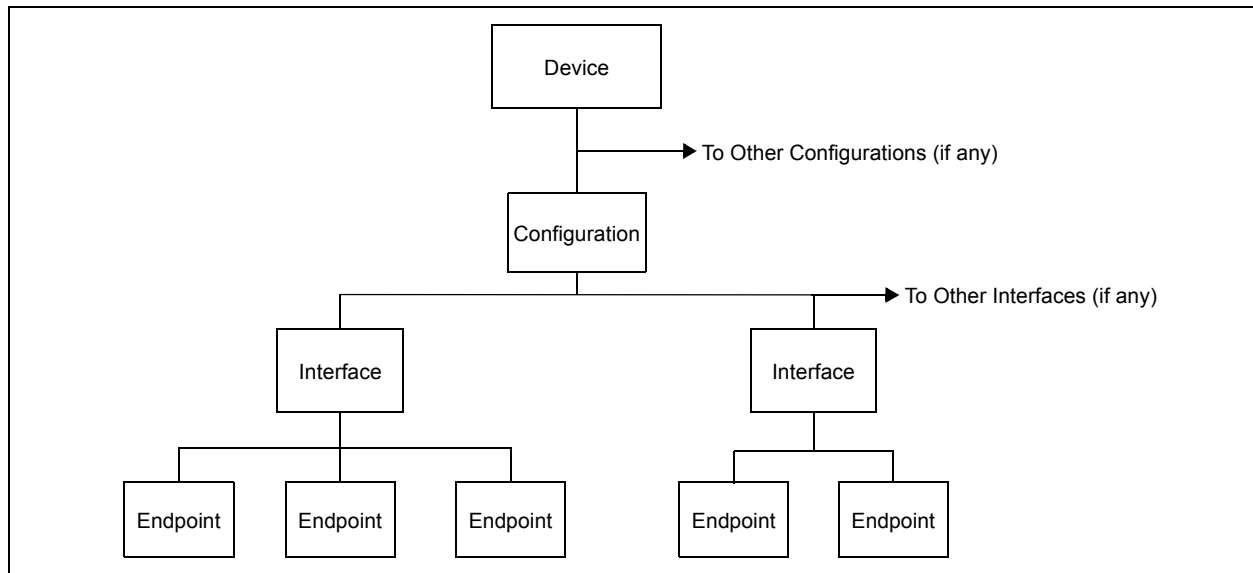 Device
To Other Configurations (if any)
Configuration
To Other Interfaces (if any)
Interface
Interface
Endpoint
Endpoint
Endpoint
Endpoint
Endpoint